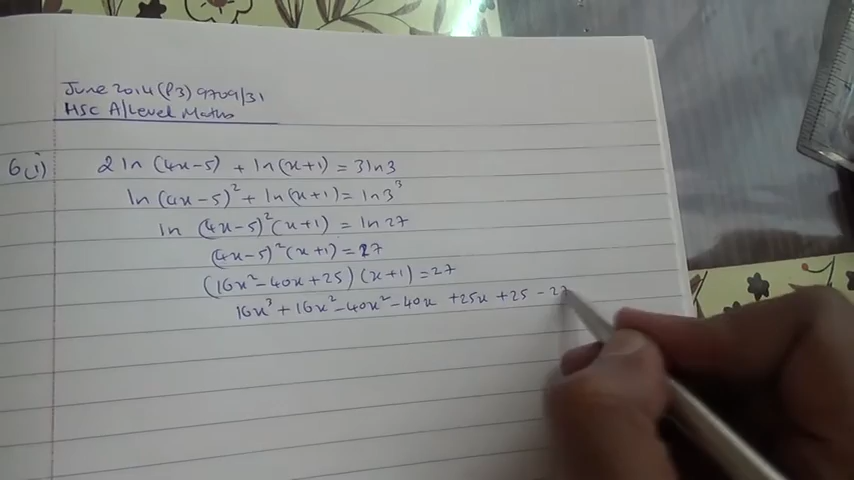 June 2014 (P3) 9709/31
HSC A/Level Maths
6(i) 2 ln (4x-5) + ln (x+1) = 3 ln 3
ln (4x-5)² + ln (x+1) = ln 3³
ln (4x-5)² (x+1) = ln 27
(4x-5)² (x+1) = 27
(16x² - 40x + 25) (x+1) = 27
16x³ + 16x² - 40x² - 40x + 25x + 25 - 27